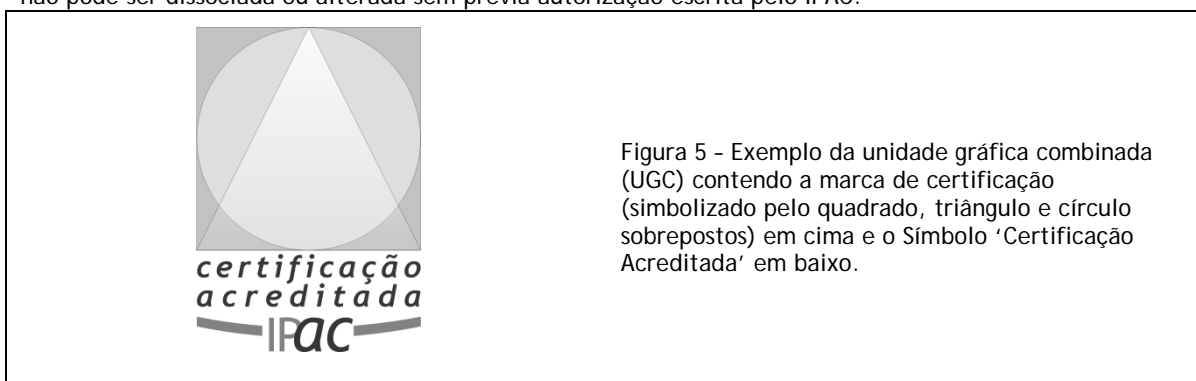 não pode ser dissociada ou alterada sem prévia autorização escrita pelo IPAC.
certificação
acreditada
IPac
Figura 5 - Exemplo da unidade gráfica combinada
(UGC) contendo a marca de certificação
(simbolizado pelo quadrado, triângulo e círculo
sobrepostos) em cima e o Símbolo ‘Certificação
Acreditada’ em baixo.